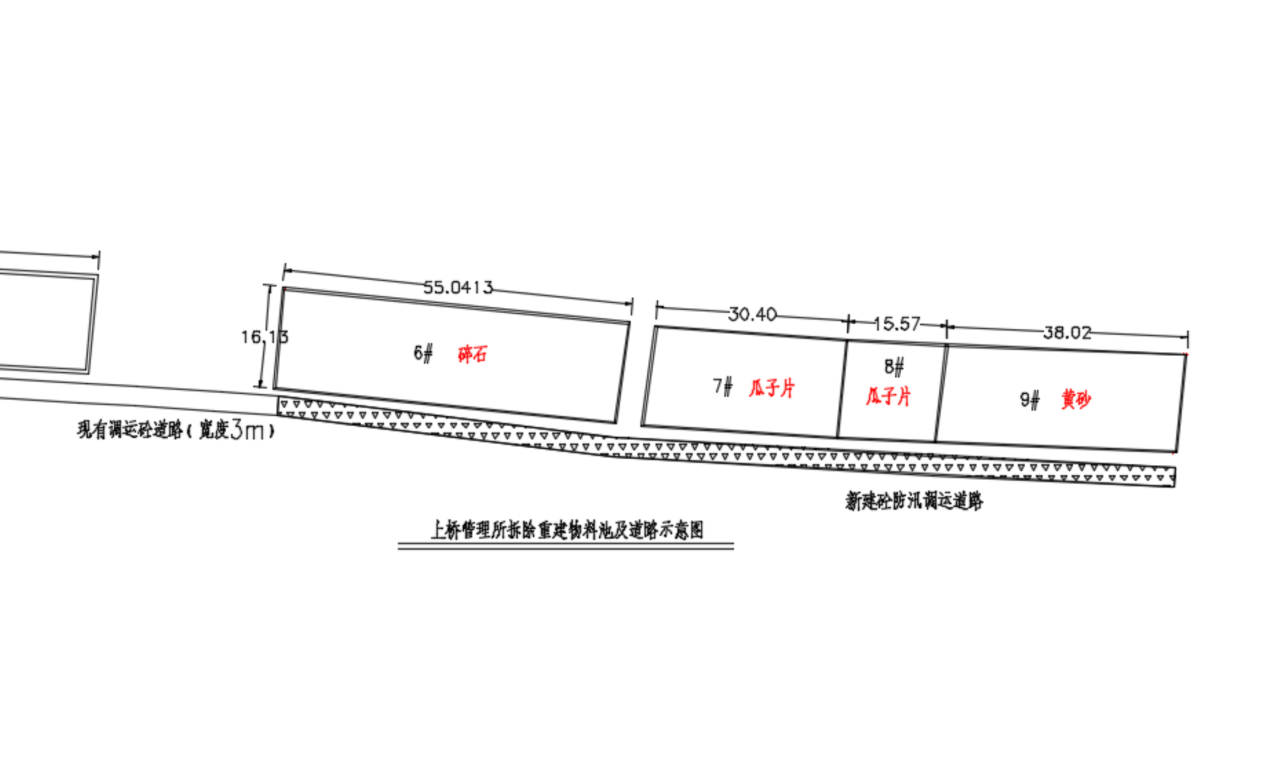 55.0413
30.40
15.57
38.02
16.13
6# 碎石
7# 瓜子片
8#
瓜子片
9# 黄砂
现有调运砼道路(宽度3m)
新建砼防汛调运道路
上桥管理所拆除重建物料池及道路示意图